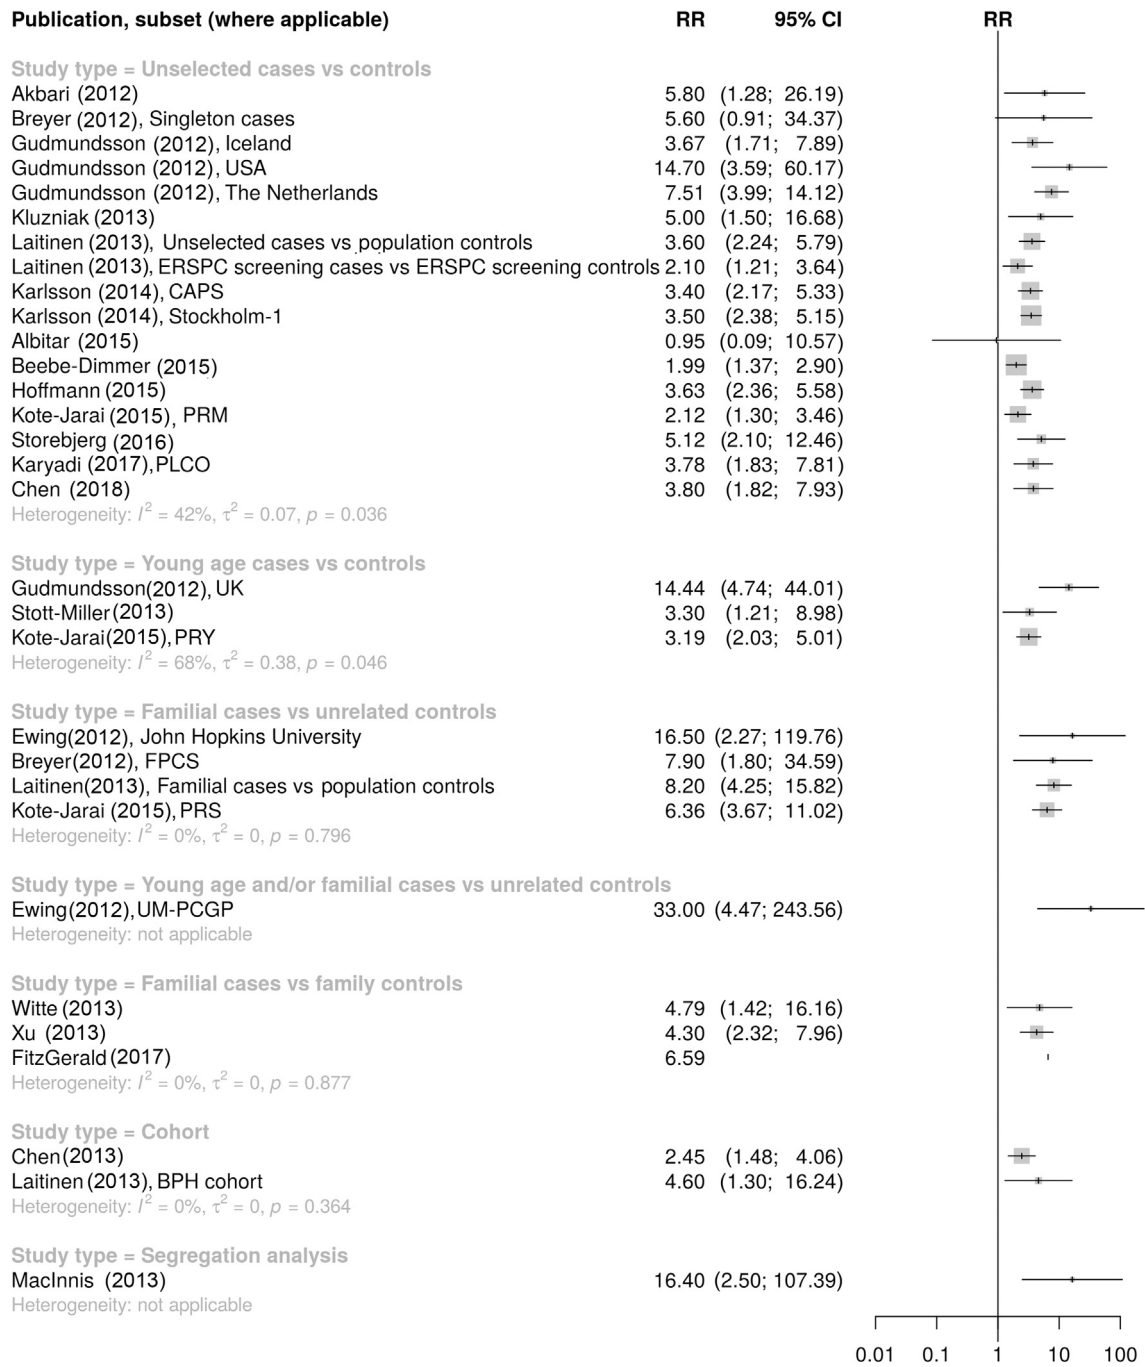 Publication, subset (where applicable) RR 95% CI RR
Study type = Unselected cases vs controls
Akbari (2012) 5.80 (1.28; 26.19)
Breyer (2012), Singleton cases 5.60 (0.91; 34.37)
Gudmundsson (2012), Iceland 3.67 (1.71; 7.89)
Gudmundsson (2012), USA 14.70 (3.59; 60.17)
Gudmundsson (2012), The Netherlands 7.51 (3.99; 14.12)
Kluzniak (2013) 5.00 (1.50; 16.68)
Laitinen (2013), Unselected cases vs population controls 3.60 (2.24; 5.79)
Laitinen (2013), ERSPC screening cases vs ERSPC screening controls 2.10 (1.21; 3.64)
Karlsson (2014), CAPS 3.40 (2.17; 5.33)
Karlsson (2014), Stockholm-1 3.50 (2.38; 5.15)
Albitar (2015) 0.95 (0.09; 10.57)
Beebe-Dimmer (2015) 1.99 (1.37; 2.90)
Hoffmann (2015) 3.63 (2.36; 5.58)
Kote-Jarai (2015), PRM 2.12 (1.30; 3.46)
Storebjerg (2016) 5.12 (2.10; 12.46)
Karyadi (2017),PLCO 3.78 (1.83; 7.81)
Chen (2018) 3.80 (1.82; 7.93)
Heterogeneity: I² = 42%, τ² = 0.07, p = 0.036
Study type = Young age cases vs controls
Gudmundsson(2012), UK 14.44 (4.74; 44.01)
Stott-Miller(2013) 3.30 (1.21; 8.98)
Kote-Jarai(2015), PRY 3.19 (2.03; 5.01)
Heterogeneity: I² = 68%, τ² = 0.38, p = 0.046
Study type = Familial cases vs unrelated controls
Ewing(2012), John Hopkins University 16.50 (2.27; 119.76)
Breyer(2012), FPCS 7.90 (1.80; 34.59)
Laitinen(2013), Familial cases vs population controls 8.20 (4.25; 15.82)
Kote-Jarai (2015), PRS 6.36 (3.67; 11.02)
Heterogeneity: I² = 0%, τ² = 0, p = 0.796
Study type = Young age and/or familial cases vs unrelated controls
Ewing(2012),UM-PCGP 33.00 (4.47; 243.56)
Heterogeneity: not applicable
Study type = Familial cases vs family controls
Witte (2013) 4.79 (1.42; 16.16)
Xu (2013) 4.30 (2.32; 7.96)
FitzGerald (2017) 6.59
Heterogeneity: I² = 0%, τ² = 0, p = 0.877
Study type = Cohort
Chen(2013) 2.45 (1.48; 4.06)
Laitinen (2013), BPH cohort 4.60 (1.30; 16.24)
Heterogeneity: I² = 0%, τ² = 0, p = 0.364
Study type = Segregation analysis
MacInnis (2013) 16.40 (2.50; 107.39)
Heterogeneity: not applicable
0.01 0.1 1 10 100